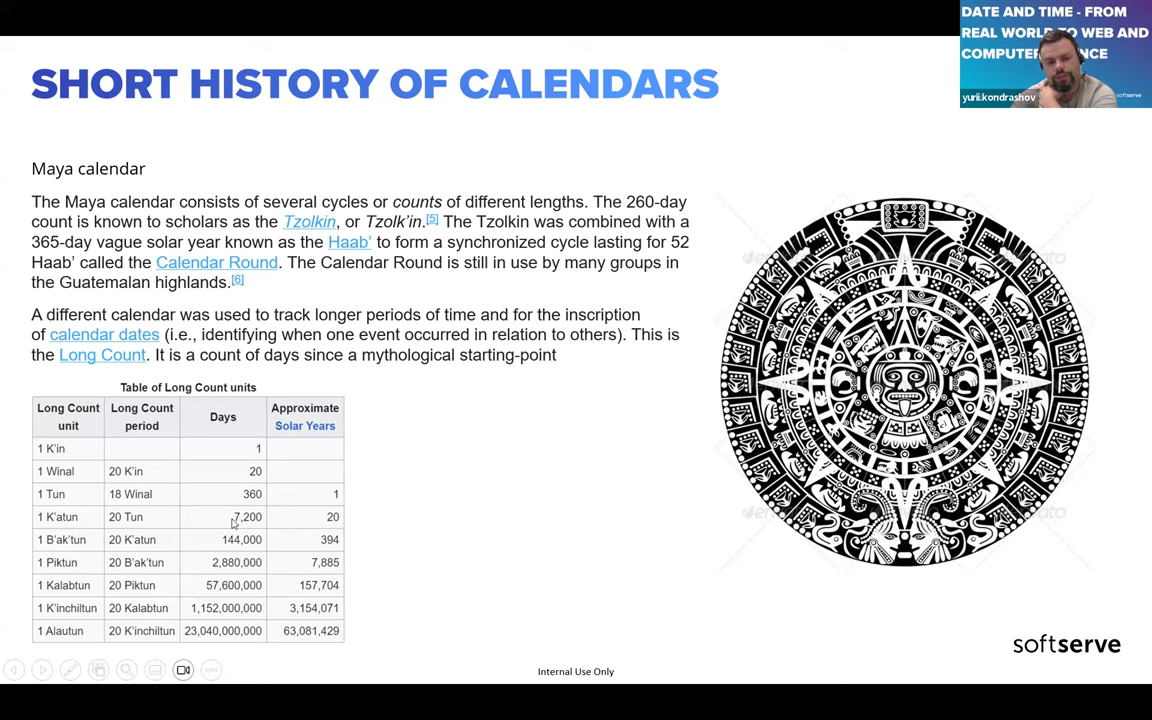 DATE AND TIME - FROM
REAL WORLD TO WEB AND
yurii.kondrashov
softserve
SHORT HISTORY OF CALENDARS
Maya calendar
The Maya calendar consists of several cycles or counts of different lengths. The 260-day
count is known to scholars as the Tzolkin, or Tzolk'in.[5] The Tzolkin was combined with a
365-day vague solar year known as the Haab' to form a synchronized cycle lasting for 52
Haab' called the Calendar Round. The Calendar Round is still in use by many groups in
the Guatemalan highlands.[6]
A different calendar was used to track longer periods of time and for the inscription
of calendar dates (i.e., identifying when one event occurred in relation to others). This is
the Long Count. It is a count of days since a mythological starting-point
Table of Long Count units
Long Count unit Long Count period Days Approximate Solar Years
1 K'in 1
1 Winal 20 K'in 20
1 Tun 18 Winal 360 1
1 K'atun 20 Tun 7,200 20
1 B'ak'tun 20 K'atun 144,000 394
1 Piktun 20 B'ak'tun 2,880,000 7,885
1 Kalabtun 20 Piktun 57,600,000 157,704
1 K'inchiltun 20 Kalabtun 1,152,000,000 3,154,071
1 Alautun 20 K'inchiltun 23,040,000,000 63,081,429
softserve
Internal Use Only